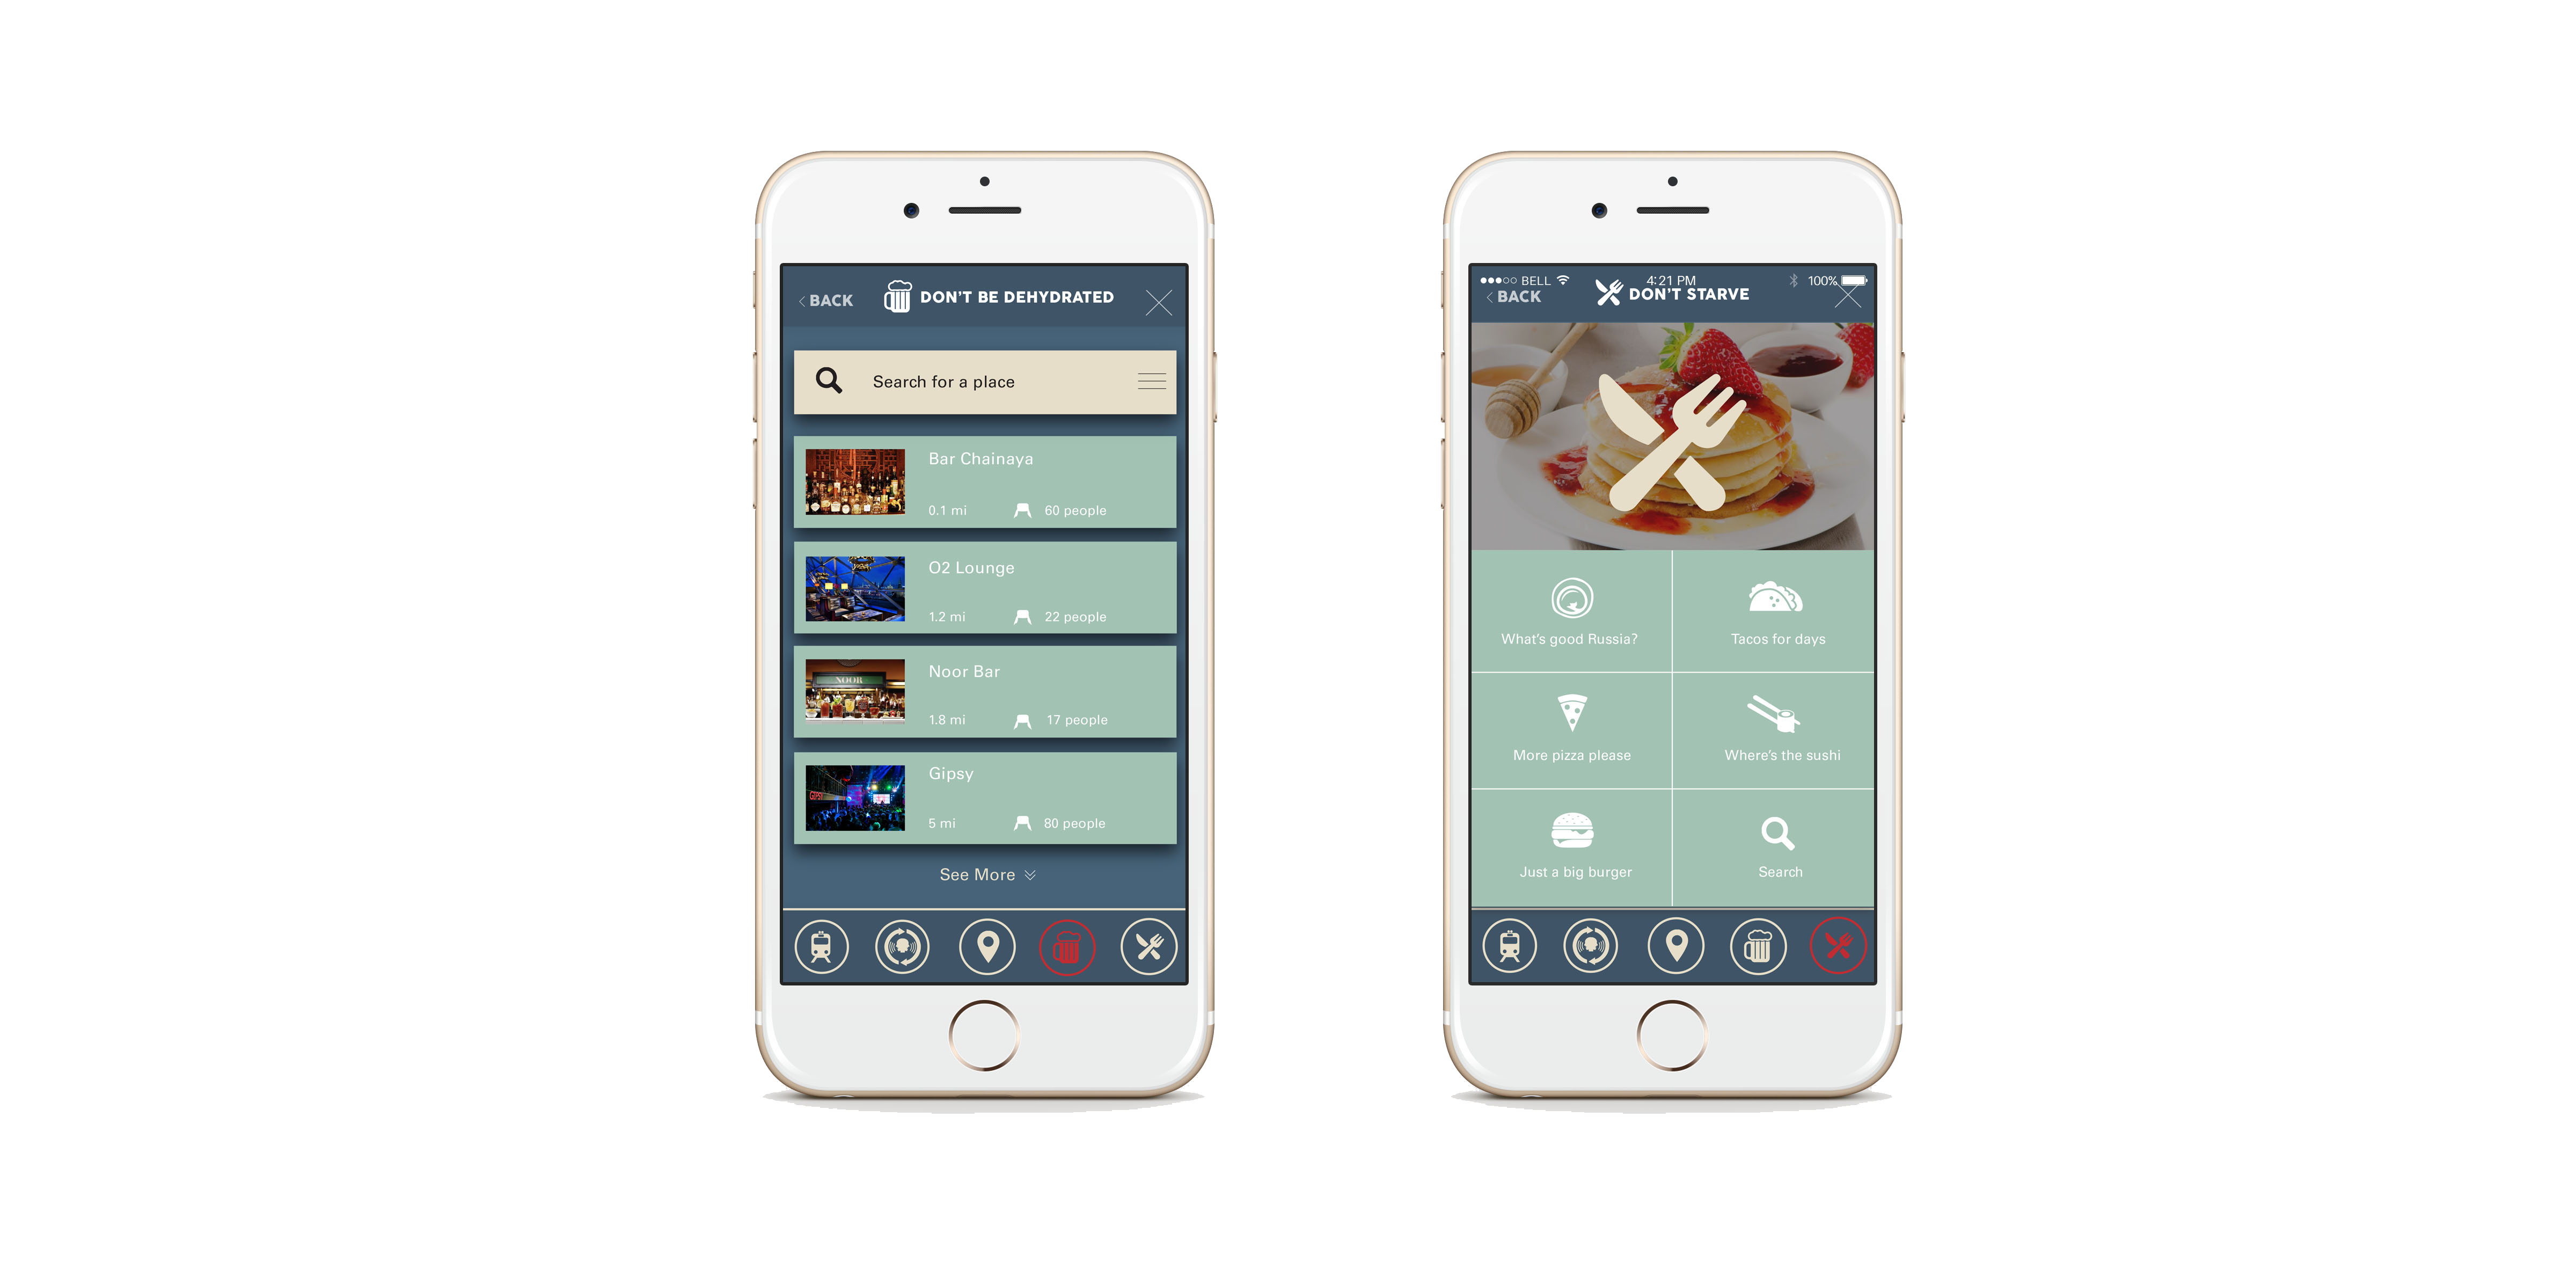 BACK
DON'T BE DEHYDRATED
Search for a place
Bar Chainaya
0.1 mi 60 people
O2 Lounge
1.2 mi 22 people
NOOR
Noor Bar
1.8 mi 17 people
GIPSY
Gipsy
5 mi 80 people
See More
BELL 4:21 PM 100%
BACK
DON'T STARVE
What's good Russia? Tacos for days
More pizza please Where's the sushi
Just a big burger Search